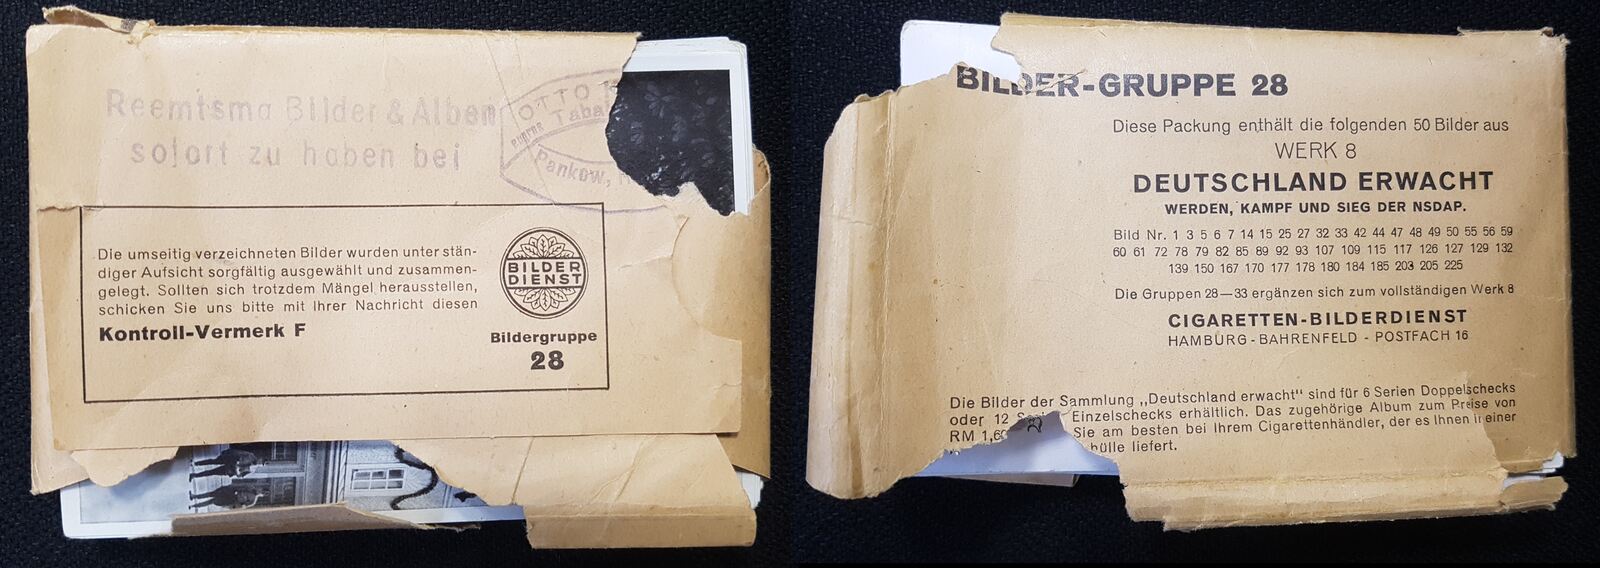 Reemtsma Bilder & Alben
sofort zu haben bei
OTTO
Pankow,
Die umseitig verzeichneten Bilder wurden unter stän-
diger Aufsicht sorgfältig ausgewählt und zusammen-
gelegt. Sollten sich trotzdem Mängel herausstellen,
schicken Sie uns bitte mit Ihrer Nachricht diesen
Kontroll-Vermerk F
BILDER
DIENST
Bildergruppe
28
BILDER-GRUPPE 28
Diese Packung enthält die folgenden 50 Bilder aus
WERK 8
DEUTSCHLAND ERWACHT
WERDEN, KAMPF UND SIEG DER NSDAP.
Bild Nr. 1 3 5 6 7 14 15 25 27 32 33 42 44 47 48 49 50 55 56 59
60 61 72 78 79 82 85 89 92 93 107 109 115 117 126 127 129 132
139 150 167 170 177 178 180 184 185 203 205 225
Die Gruppen 28—33 ergänzen sich zum vollständigen Werk 8
CIGARETTEN-BILDERDIENST
HAMBURG - BAHRENFELD - POSTFACH 16
Die Bilder der Sammlung „Deutschland erwacht" sind für 6 Serien Doppelschecks
oder 12 Einzelschecks erhältlich. Das zugehörige Album zum Preise von
RM 1,60 Sie am besten bei Ihrem Cigarettenhändler, der es Ihnen in einer
hülle liefert.